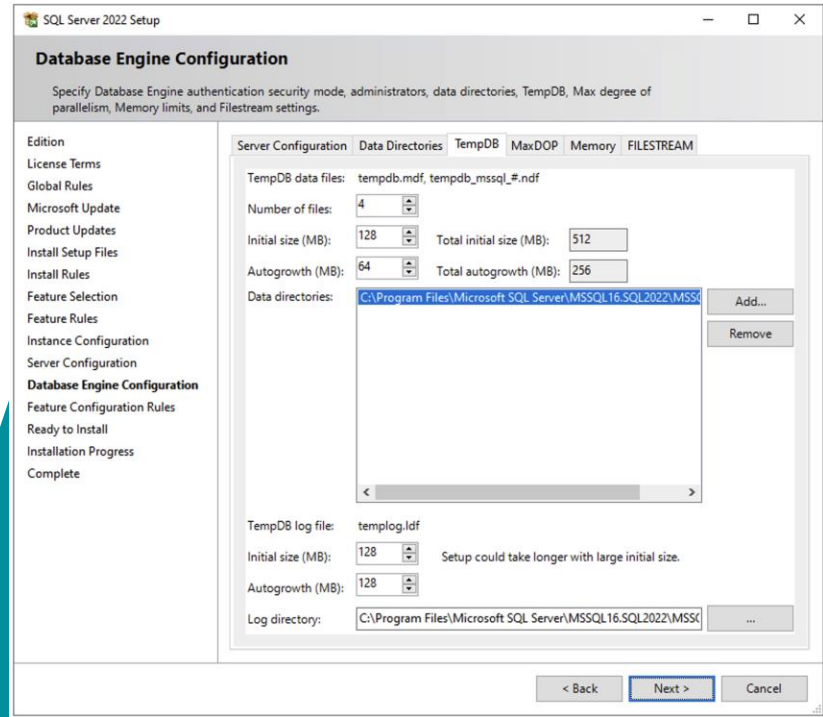 SQL Server 2022 Setup
Database Engine Configuration
Specify Database Engine authentication security mode, administrators, data directories, TempDB, Max degree of
parallelism, Memory limits, and Filestream settings.
Edition
License Terms
Global Rules
Microsoft Update
Product Updates
Install Setup Files
Install Rules
Feature Selection
Feature Rules
Instance Configuration
Server Configuration
Database Engine Configuration
Feature Configuration Rules
Ready to Install
Installation Progress
Complete
Server Configuration Data Directories TempDB MaxDOP Memory FILESTREAM
TempDB data files: tempdb.mdf, tempdb_mssql_#.ndf
Number of files: 4
Initial size (MB): 128 Total initial size (MB): 512
Autogrowth (MB): 64 Total autogrowth (MB): 256
Data directories: C:\Program Files\Microsoft SQL Server\MSSQL16.SQL2022\MSS
Add...
Remove
TempDB log file: templog.ldf
Initial size (MB): 128 Setup could take longer with large initial size.
Autogrowth (MB): 128
Log directory: C:\Program Files\Microsoft SQL Server\MSSQL16.SQL2022\MSS ...
< Back Next > Cancel